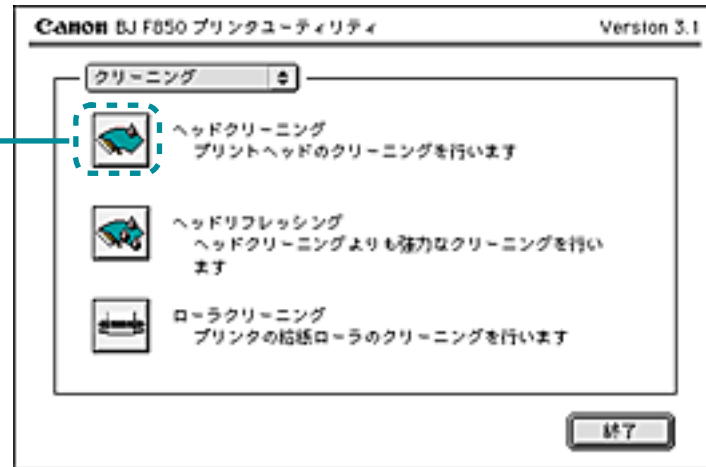 Canon BJ F850 プリンタユーティリティ Version 3.1
クリーニング
ヘッドクリーニング
プリントヘッドのクリーニングを行います
ヘッドリフレッシング
ヘッドクリーニングよりも強力なクリーニングを行い
ます
ローラクリーニング
プリンタの給紙ローラのクリーニングを行います
終了